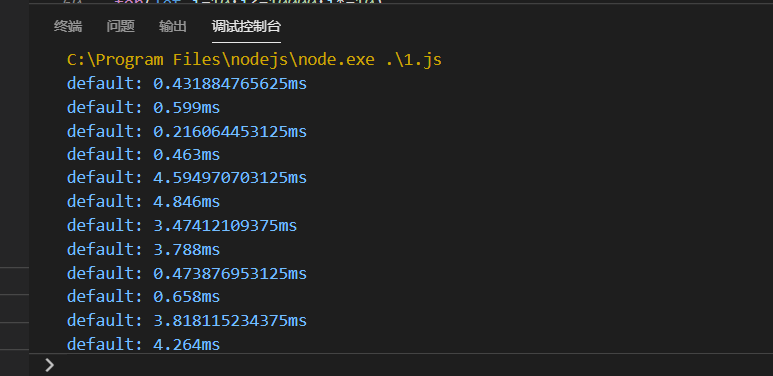 终端 问题 输出 调试控制台
C:\Program Files\nodejs\node.exe .\1.js
default: 0.431884765625ms
default: 0.599ms
default: 0.216064453125ms
default: 0.463ms
default: 4.594970703125ms
default: 4.846ms
default: 3.47412109375ms
default: 3.788ms
default: 0.473876953125ms
default: 0.658ms
default: 3.818115234375ms
default: 4.264ms